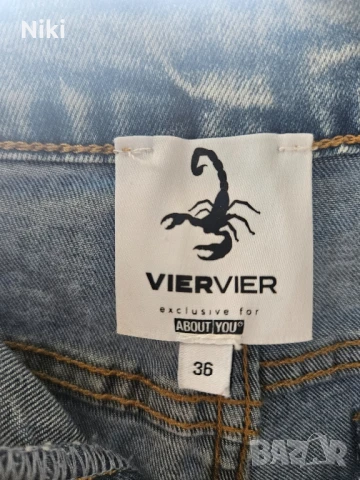 Niki
VIERVIER
exclusive for
ABOUT YOU°
36
BAZAR